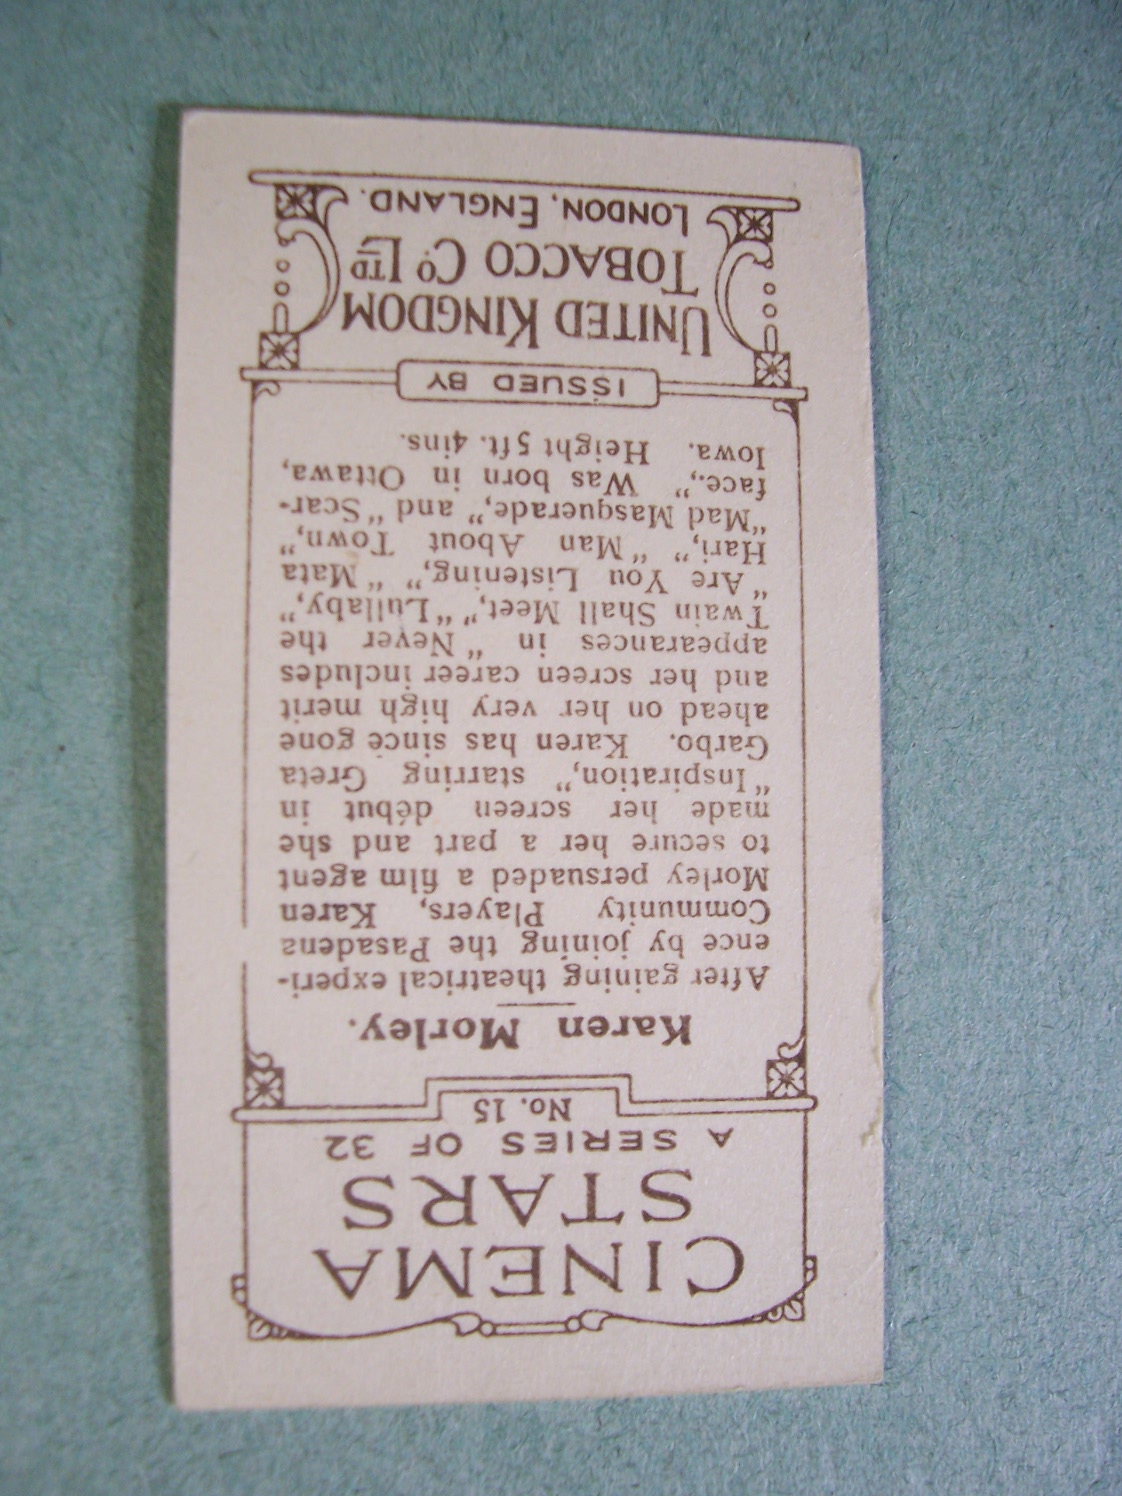 CINEMA
STARS
A SERIES OF 32
No. 15
Karen Morley.
After gaining theatrical experi-
ence by joining the Pasadena
Community Players, Karen
Morley persuaded a film agent
to secure her a part and she
made her screen début in
"Inspiration," starring Greta
Garbo. Karen has since gone
ahead on her very high merit
and her screen career includes
appearances in "Never the
Twain Shall Meet," "Lullaby,"
"Are You Listening," "Mata
Hari," "Man About Town,"
"Mad Masquerade," and "Scar-
face.," Was born in Ottawa,
Iowa. Height 5ft. 4ins.
ISSUED BY
UNITED KINGDOM
TOBACCO CO LTD
LONDON, ENGLAND.